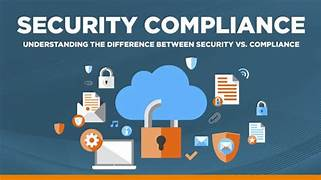 SECURITY COMPLIANCE
UNDERSTANDING THE DIFFERENCE BETWEEN SECURITY VS. COMPLIANCE